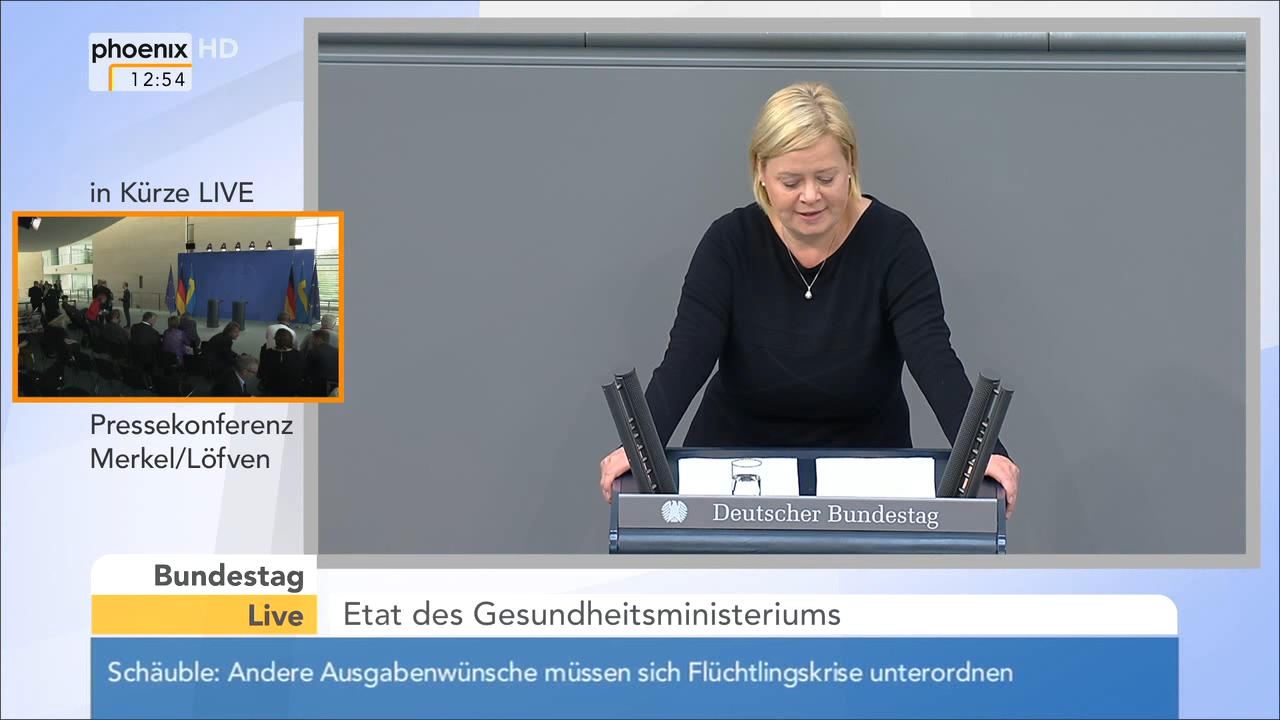 phoenix HD
12:54
in Kürze LIVE
Pressekonferenz
Merkel/Löfven
Deutscher Bundestag
Bundestag
Live
Etat des Gesundheitsministeriums
Schäuble: Andere Ausgabenwünsche müssen sich Flüchtlingskrise unterordnen